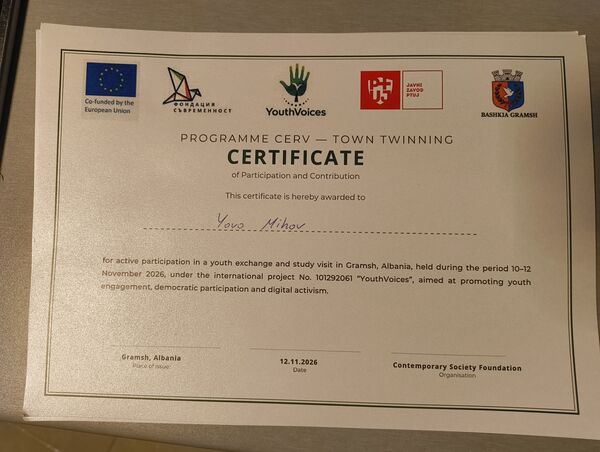 Co-funded by the
European Union
ФОНДАЦИЯ
СЪВРЕМЕННОСТ
YouthVoices
JAVNI
ZAVOD
PTUJ
BASHKIA GRAMSH
PROGRAMME CERV — TOWN TWINNING
CERTIFICATE
of Participation and Contribution
This certificate is hereby awarded to
Yovo Mihov
for active participation in a youth exchange and study visit in Gramsh, Albania, held during the period 10–12
November 2026, under the international project No. 101292061 “YouthVoices”, aimed at promoting youth
engagement, democratic participation and digital activism.
Gramsh, Albania
Place of issue:
12.11.2026
Date
Contemporary Society Foundation
Organisation